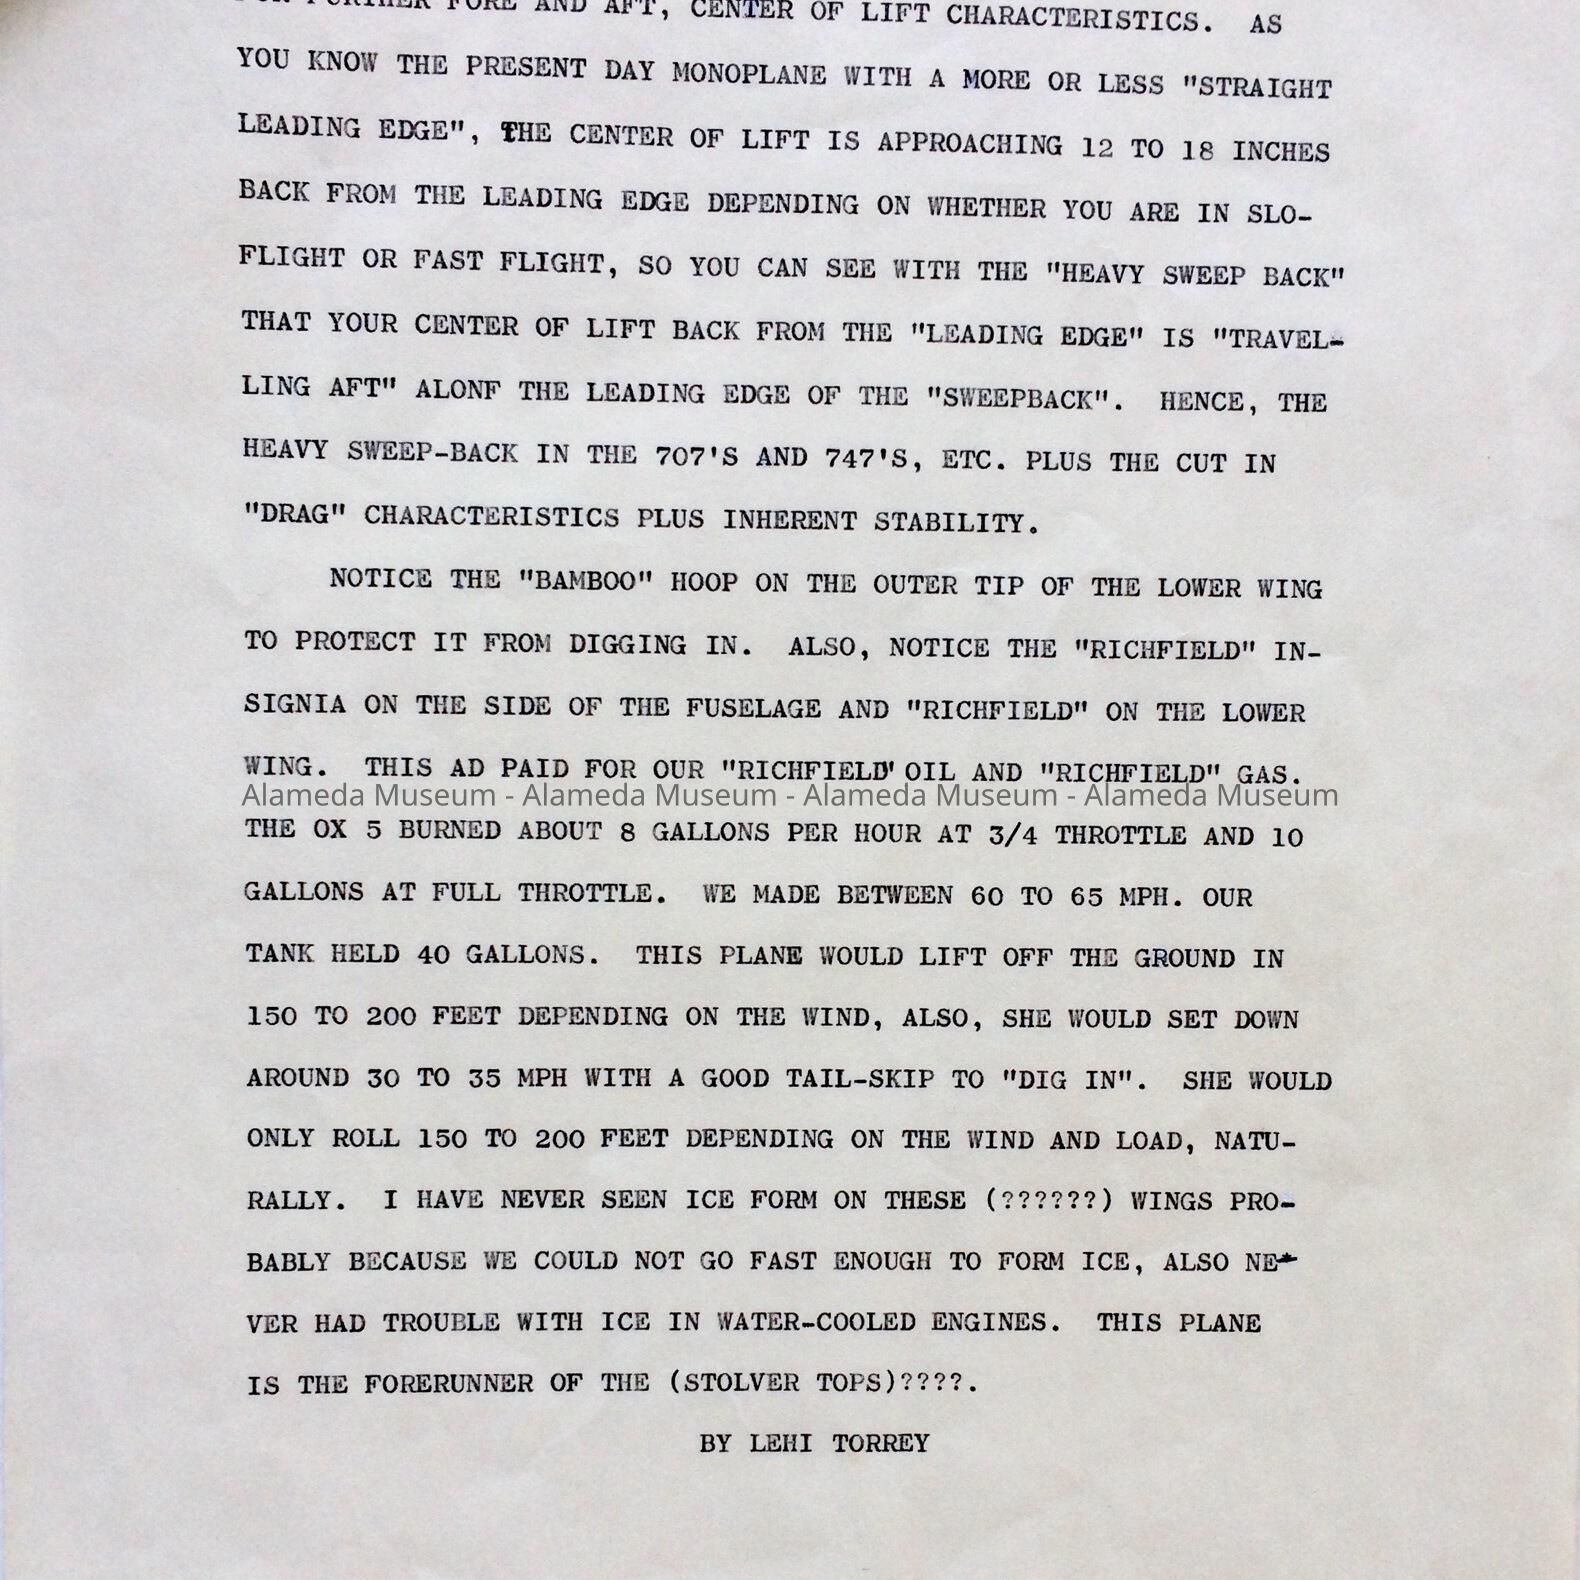 FOR FURTHER FORE AND AFT, CENTER OF LIFT CHARACTERISTICS. AS
YOU KNOW THE PRESENT DAY MONOPLANE WITH A MORE OR LESS "STRAIGHT
LEADING EDGE", THE CENTER OF LIFT IS APPROACHING 12 TO 18 INCHES
BACK FROM THE LEADING EDGE DEPENDING ON WHETHER YOU ARE IN SLO-
FLIGHT OR FAST FLIGHT, SO YOU CAN SEE WITH THE "HEAVY SWEEP BACK"
THAT YOUR CENTER OF LIFT BACK FROM THE "LEADING EDGE" IS "TRAVEL-
LING AFT" ALONF THE LEADING EDGE OF THE "SWEEPBACK". HENCE, THE
HEAVY SWEEP-BACK IN THE 707'S AND 747'S, ETC. PLUS THE CUT IN
"DRAG" CHARACTERISTICS PLUS INHERENT STABILITY.
NOTICE THE "BAMBOO" HOOP ON THE OUTER TIP OF THE LOWER WING
TO PROTECT IT FROM DIGGING IN. ALSO, NOTICE THE "RICHFIELD" IN-
SIGNIA ON THE SIDE OF THE FUSELAGE AND "RICHFIELD" ON THE LOWER
WING. THIS AD PAID FOR OUR "RICHFIELD" OIL AND "RICHFIELD" GAS.
Alameda Museum - Alameda Museum - Alameda Museum - Alameda Museum
THE OX 5 BURNED ABOUT 8 GALLONS PER HOUR AT 3/4 THROTTLE AND 10
GALLONS AT FULL THROTTLE. WE MADE BETWEEN 60 TO 65 MPH. OUR
TANK HELD 40 GALLONS. THIS PLANE WOULD LIFT OFF THE GROUND IN
150 TO 200 FEET DEPENDING ON THE WIND, ALSO, SHE WOULD SET DOWN
AROUND 30 TO 35 MPH WITH A GOOD TAIL-SKIP TO "DIG IN". SHE WOULD
ONLY ROLL 150 TO 200 FEET DEPENDING ON THE WIND AND LOAD, NATU-
RALLY. I HAVE NEVER SEEN ICE FORM ON THESE (??????) WINGS PRO-
BABLY BECAUSE WE COULD NOT GO FAST ENOUGH TO FORM ICE, ALSO NE-
VER HAD TROUBLE WITH ICE IN WATER-COOLED ENGINES. THIS PLANE
IS THE FORERUNNER OF THE (STOLVER TOPS)????.
BY LEHI TORREY